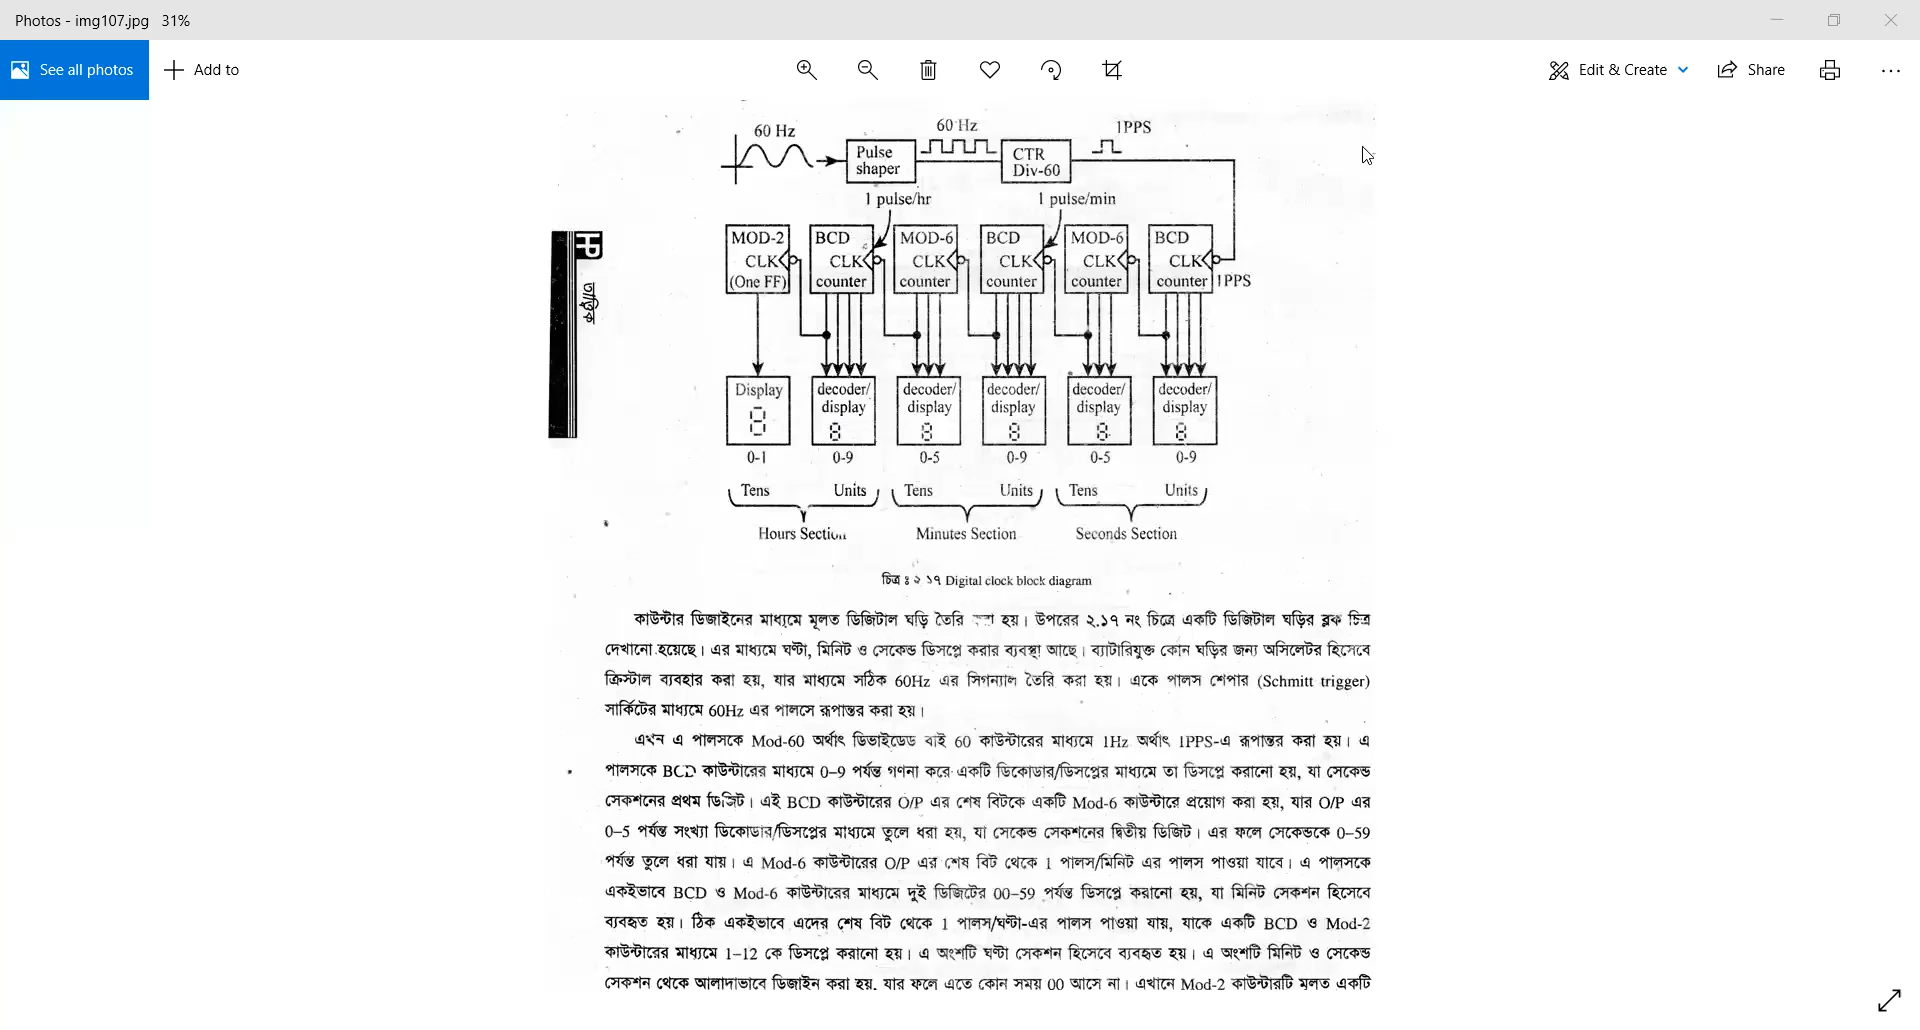 Photos - img107.jpg 31%
See all photos
Add to
Edit & Create
Share
60 Hz
60 Hz
1PPS
Pulse
shaper
CTR
Div-60
1 pulse/hr
1 pulse/min
MOD-2 BCD MOD-6 BCD MOD-6 BCD
CLK CLK CLK CLK CLK CLK
(One FF) counter counter counter counter counter 1PPS
তাত্ত্বিক
Display decoder/ decoder/ decoder/ decoder/ decoder/
display display display display display
8 8 8 8 8 8
0-1 0-9 0-5 0-9 0-5 0-9
Tens Units Tens Units Tens Units
Hours Section Minutes Section Seconds Section
চিত্র ঃ ২ ১৭ Digital clock block diagram
কাউন্টার ডিজাইনের মাধ্যমে মূলত ডিজিটাল ঘড়ি তৈরি করা হয়। উপরের ২.১৭ নং চিত্রে একটি ডিজিটাল ঘড়ির ব্লক চিত্র
দেখানো হয়েছে। এর মাধ্যমে ঘণ্টা, মিনিট ও সেকেন্ড ডিসপ্লে করার ব্যবস্থা আছে। ব্যাটারিযুক্ত কোন ঘড়ির জন্য অসিলেটর হিসেবে
ক্রিস্টাল ব্যবহার করা হয়, যার মাধ্যমে সঠিক 60Hz এর সিগন্যাল তৈরি করা হয়। একে পালস শেপার (Schmitt trigger)
সার্কিটের মাধ্যমে 60Hz এর পালসে রূপান্তর করা হয়।
এখন এ পালসকে Mod-60 অর্থাৎ ডিভাইডেড বাই 60 কাউন্টারের মাধ্যমে 1Hz অর্থাৎ 1PPS-এ রূপান্তর করা হয়। এ
পালসকে BCD কাউন্টারের মাধ্যমে 0–9 পর্যন্ত গণনা করে একটি ডিকোডার/ডিসপ্লের মাধ্যমে তা ডিসপ্লে করানো হয়, যা সেকেন্ড
সেকশনের প্রথম ডিজিট। এই BCD কাউন্টারের O/P এর শেষ বিটকে একটি Mod-6 কাউন্টারে প্রয়োগ করা হয়, যার O/P এর
0–5 পর্যন্ত সংখ্যা ডিকোডার/ডিসপ্লের মাধ্যমে তুলে ধরা হয়, যা সেকেন্ড সেকশনের দ্বিতীয় ডিজিট। এর ফলে সেকেন্ডকে 0–59
পর্যন্ত তুলে ধরা যায়। এ Mod-6 কাউন্টারের O/P এর শেষ বিট থেকে 1 পালস/মিনিট এর পালস পাওয়া যাবে। এ পালসকে
একইভাবে BCD ও Mod-6 কাউন্টারের মাধ্যমে দুই ডিজিটের 00–59 পর্যন্ত ডিসপ্লে করানো হয়, যা মিনিট সেকশন হিসেবে
ব্যবহৃত হয়। ঠিক একইভাবে এদের শেষ বিট থেকে 1 পালস/ঘণ্টা-এর পালস পাওয়া যায়, যাকে একটি BCD ও Mod-2
কাউন্টারের মাধ্যমে 1–12 কে ডিসপ্লে করানো হয়। এ অংশটি ঘণ্টা সেকশন হিসেবে ব্যবহৃত হয়। এ অংশটি মিনিট ও সেকেন্ড
সেকশন থেকে আলাদাভাবে ডিজাইন করা হয়, যার ফলে এতে কোন সময় 00 আসে না। এখানে Mod-2 কাউন্টারটি মূলত একটি